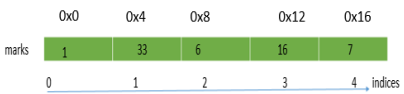 0x0 0x4 0x8 0x12 0x16
marks 1 33 6 16 7
0 1 2 3 4 indices